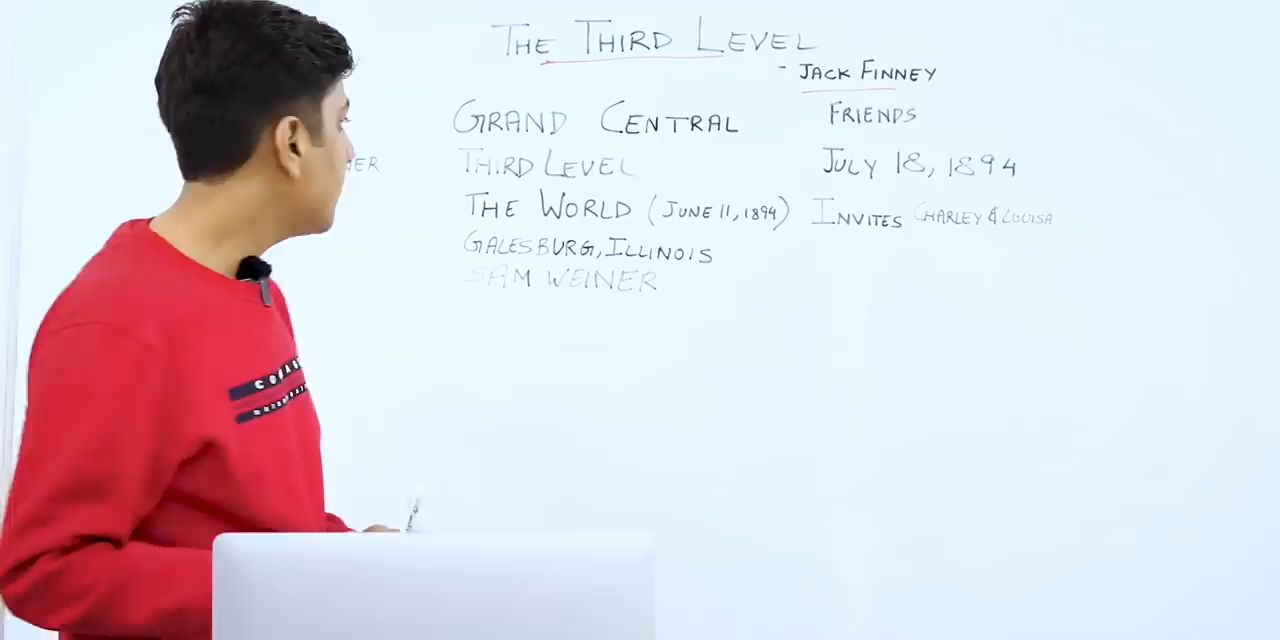 THE THIRD LEVEL
- JACK FINNEY
GRAND CENTRAL
FRIENDS
THIRD LEVEL
JULY 18, 1894
THE WORLD (JUNE 11, 1894)
INVITES CHARLEY & LOUISA
GALESBURG, ILLINOIS
SAM WEINER